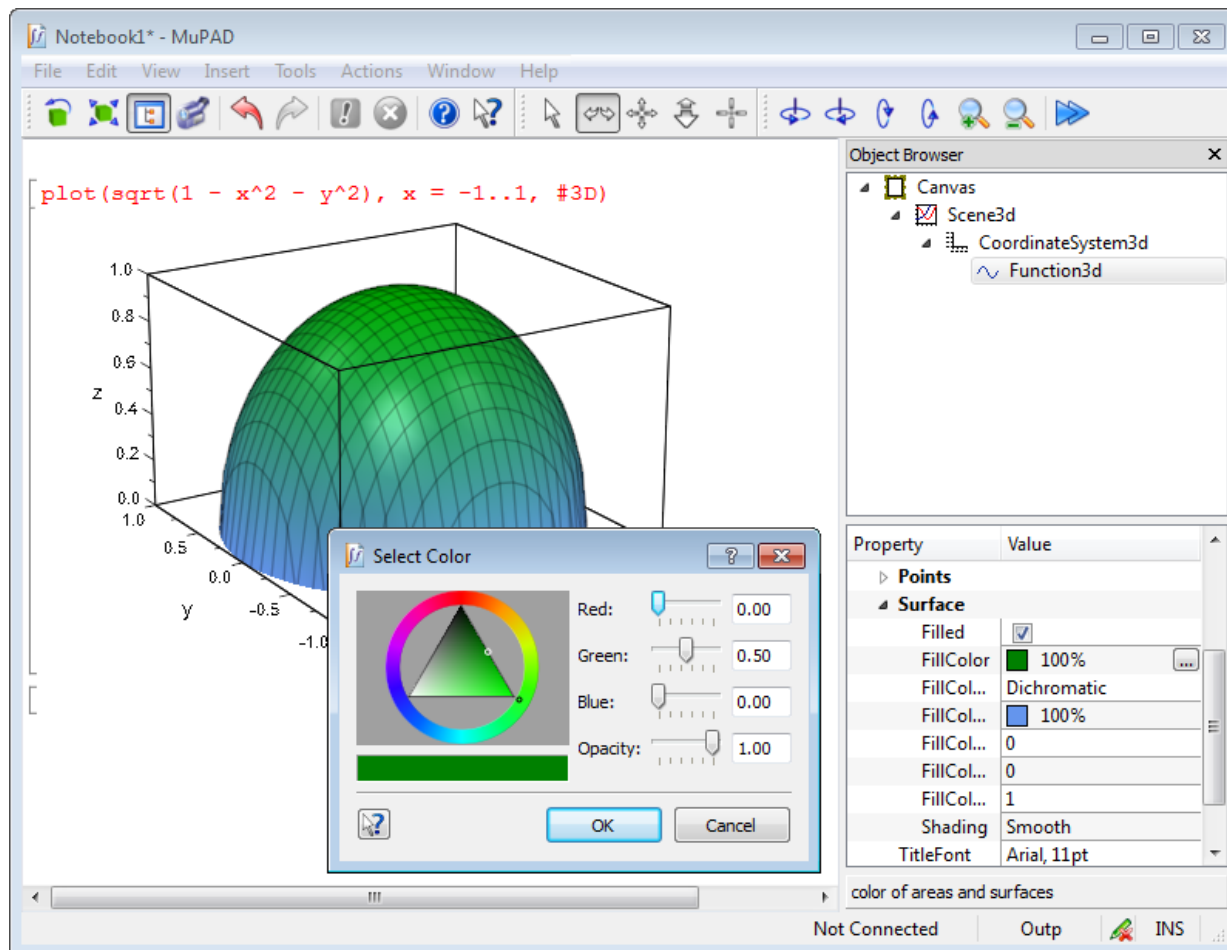 Notebook1* - MuPAD
File Edit View Insert Tools Actions Window Help
plot(sqrt(1 - x^2 - y^2), x = -1..1, #3D)
1.0
0.8
0.6
z
0.4
0.2
0.0
1.0
0.5
0.0
y
-0.5
-1.0
Select Color
Red: 0.00
Green: 0.50
Blue: 0.00
Opacity: 1.00
OK Cancel
Object Browser
Canvas
Scene3d
CoordinateSystem3d
Function3d
Property Value
Points
Surface
Filled
FillColor 100% ...
FillCol... Dichromatic
FillCol... 100%
FillCol... 0
FillCol... 0
FillCol... 1
Shading Smooth
TitleFont Arial, 11pt
color of areas and surfaces
Not Connected Outp INS